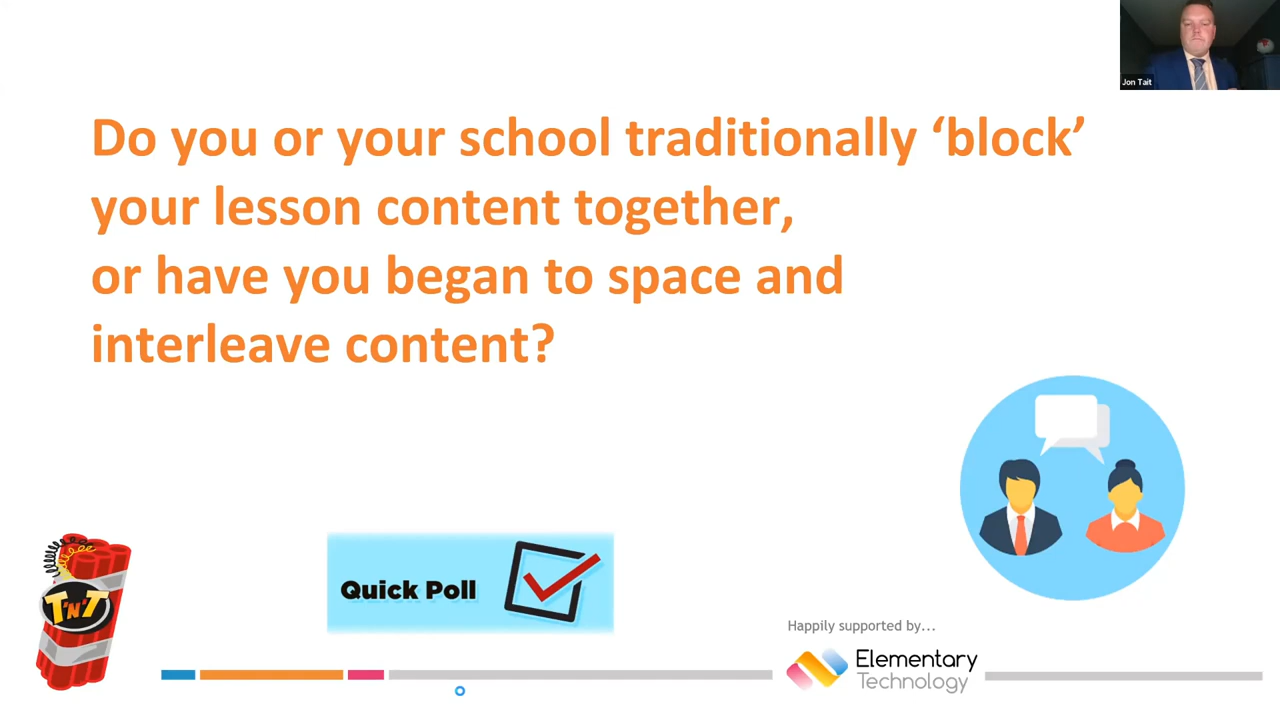 Jon Tait
Do you or your school traditionally ‘block’
your lesson content together,
or have you began to space and
interleave content?
T'N'T
Quick Poll
Happily supported by...
Elementary
Technology